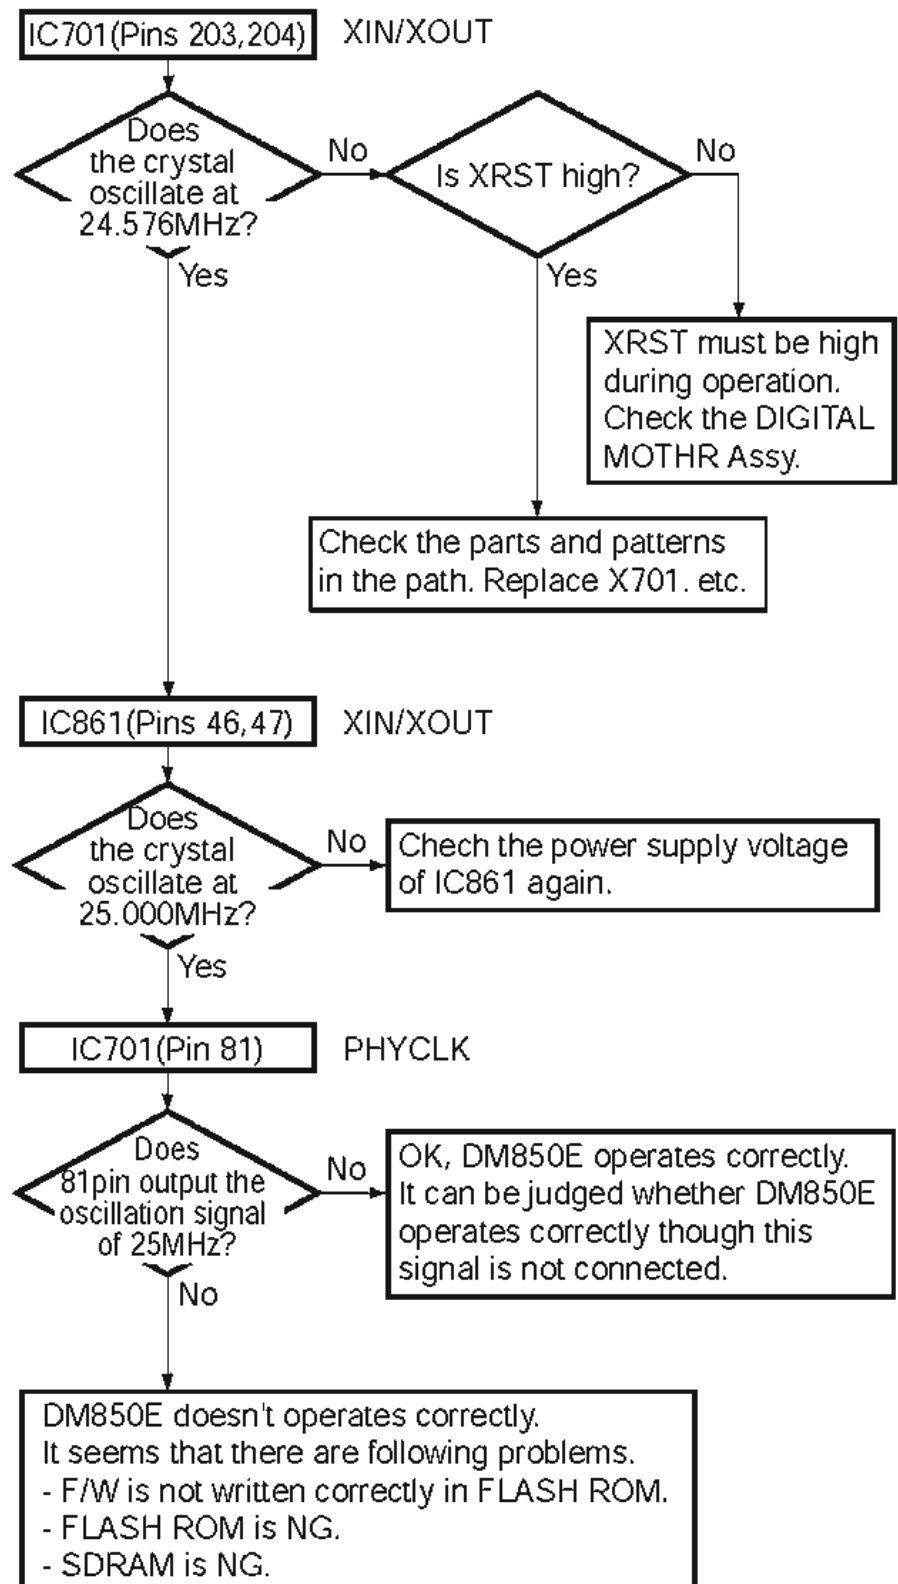 IC701(Pins 203,204)
XIN/XOUT
Does
the crystal
oscillate at
24.576MHz?
No
Is XRST high?
No
Yes
Yes
XRST must be high
during operation.
Check the DIGITAL
MOTHR Assy.
Check the parts and patterns
in the path. Replace X701. etc.
IC861(Pins 46,47)
XIN/XOUT
Does
the crystal
oscillate at
25.000MHz?
No
Chech the power supply voltage
of IC861 again.
Yes
IC701(Pin 81)
PHYCLK
Does
81pin output the
oscillation signal
of 25MHz?
No
OK, DM850E operates correctly.
It can be judged whether DM850E
operates correctly though this
signal is not connected.
No
DM850E doesn't operates correctly.
It seems that there are following problems.
- F/W is not written correctly in FLASH ROM.
- FLASH ROM is NG.
- SDRAM is NG.